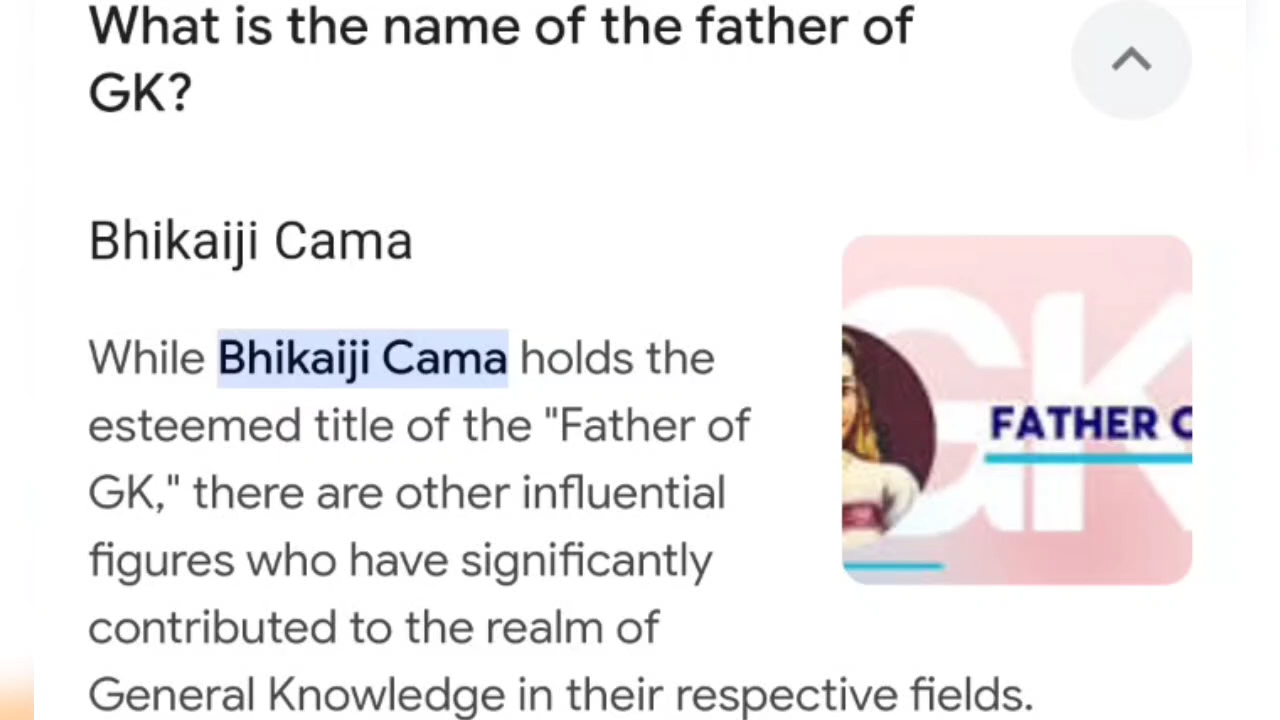 What is the name of the father of
GK?
Bhikaiji Cama
While Bhikaiji Cama holds the
esteemed title of the "Father of
GK," there are other influential
figures who have significantly
contributed to the realm of
General Knowledge in their respective fields.
GK
FATHER O